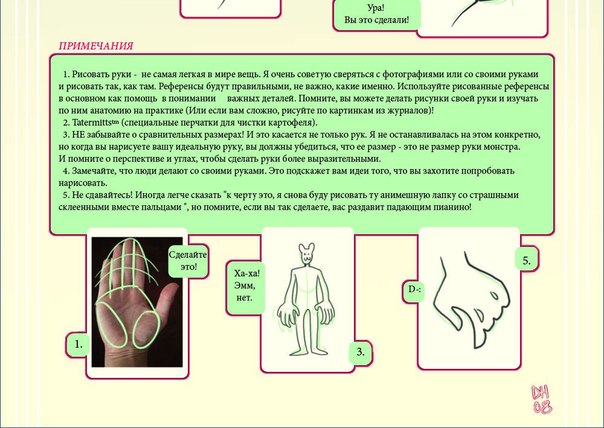 Ура!
Вы это сделали!
ПРИМЕЧАНИЯ
1. Рисовать руки - не самая легкая в мире вещь. Я очень советую сверяться с фотографиями или со своими руками
и рисовать так, как там. Референсы будут правильными, не важно, какие именно. Используйте рисованные референсы
в основном как помощь в понимании важных деталей. Помните, вы можете делать рисунки своей руки и изучать
по ним анатомию на практике (Или если вам сложно, рисуйте по картинкам из журналов)!
2. Tatermitts™ (специальные перчатки для чистки картофеля).
3. НЕ забывайте о сравнительных размерах! И это касается не только рук. Я не останавливалась на этом конкретно,
но когда вы нарисуете вашу идеальную руку, вы должны убедиться, что ее размер - это не размер руки монстра.
И помните о перспективе и углах, чтобы сделать руки более выразительными.
4. Замечайте, что люди делают со своими руками. Это подскажет вам идеи того, что вы захотите попробовать
нарисовать.
5. Не сдавайтесь! Иногда легче сказать "к черту это, я снова буду рисовать ту анимешную лапку со страшными
склеенными вместе пальцами ", но помните, если вы так сделаете, вас раздавит падающим пианино!
Сделайте
это!
1.
Ха-ха!
Эмм,
нет.
3.
D-:
5.
DH
08